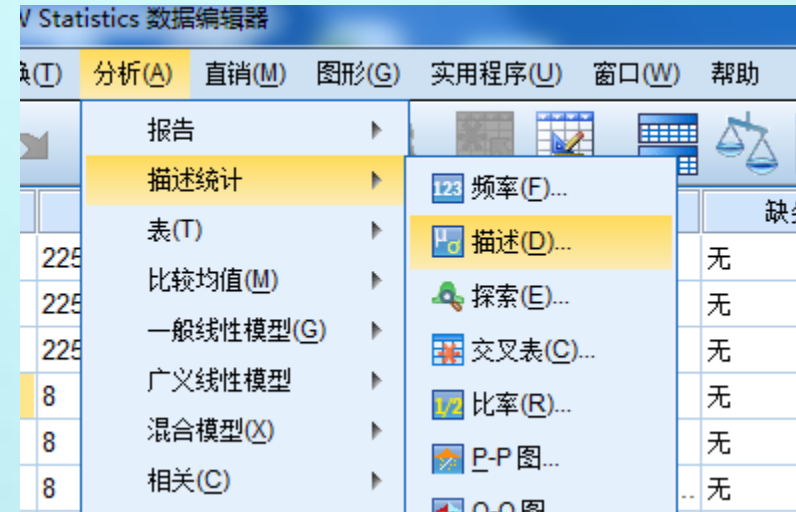 Statistics 数据编辑器
(T) 分析(A) 直销(M) 图形(G) 实用程序(U) 窗口(W) 帮助
报告
描述统计
表(T)
比较均值(M)
一般线性模型(G)
广义线性模型
混合模型(X)
相关(C)
123 频率(F)...
μσ 描述(D)...
探索(E)...
交叉表(C)...
1/2 比率(R)...
P-P 图...
Q-Q 图
225
225
225
8
8
8
缺
无
无
无
无
无
.. 无